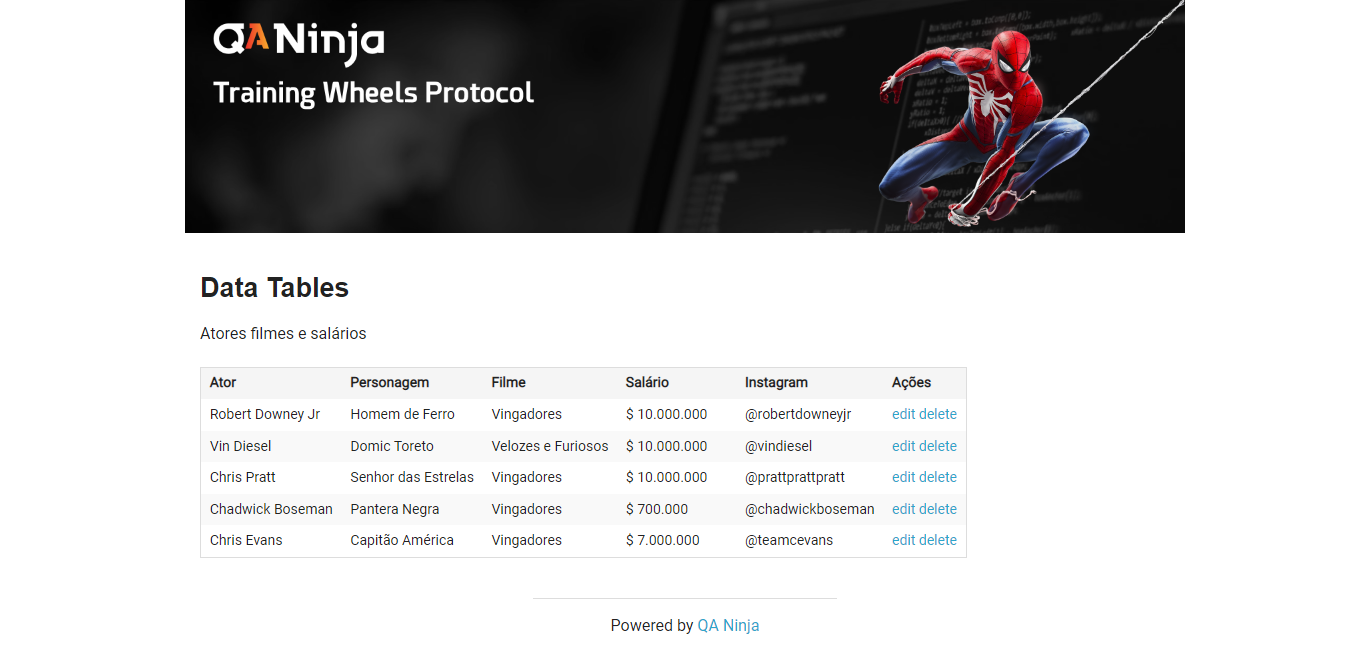 QA Ninja
Training Wheels Protocol
Data Tables
Atores filmes e salários
Ator Personagem Filme Salário Instagram Ações
Robert Downey Jr Homem de Ferro Vingadores $ 10.000.000 @robertdowneyjr edit delete
Vin Diesel Domic Toreto Velozes e Furiosos $ 10.000.000 @vindiesel edit delete
Chris Pratt Senhor das Estrelas Vingadores $ 10.000.000 @prattprattpratt edit delete
Chadwick Boseman Pantera Negra Vingadores $ 700.000 @chadwickboseman edit delete
Chris Evans Capitão América Vingadores $ 7.000.000 @teamcevans edit delete
Powered by QA Ninja